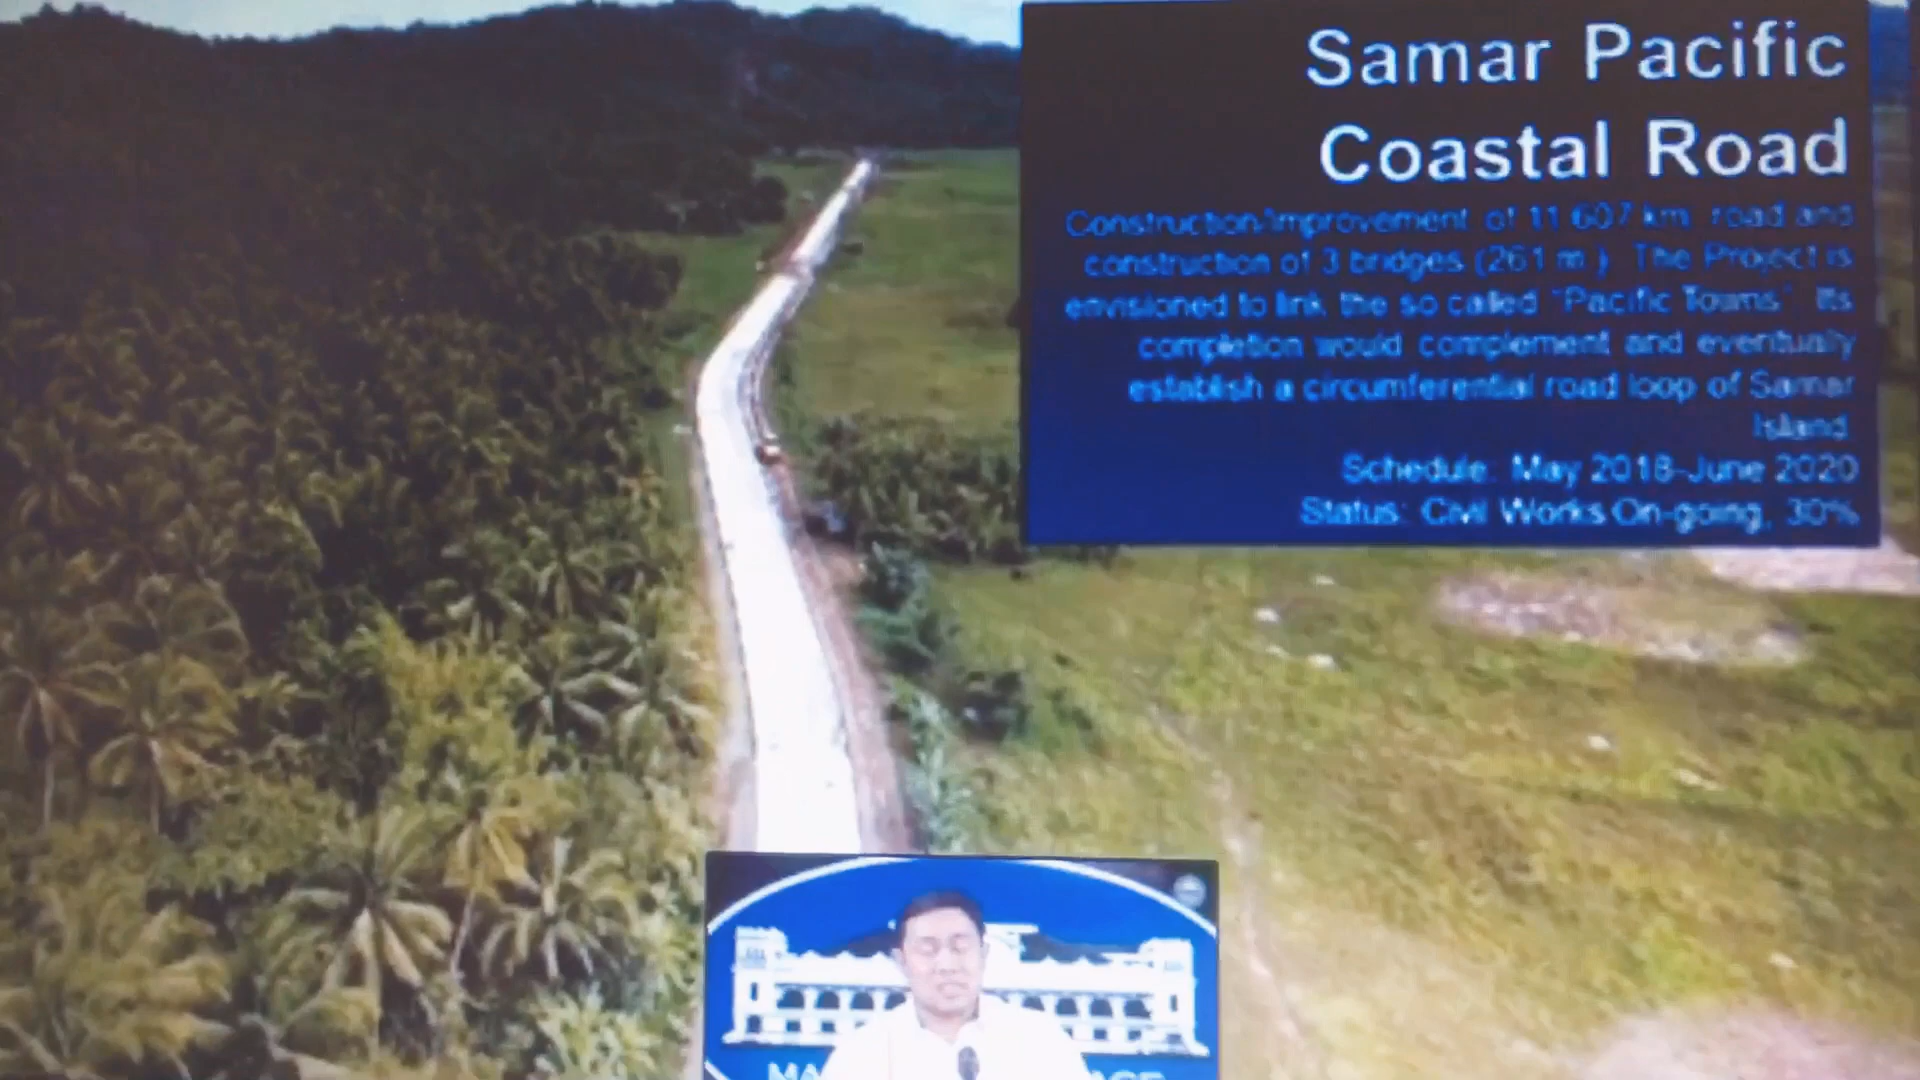 Samar Pacific
Coastal Road
Construction/Improvement of 11.607 km. road and
construction of 3 bridges (261 m.). The Project is
envisioned to link the so called "Pacific Towns". Its
completion would complement and eventually
establish a circumferential road loop of Samar
Island.
Schedule: May 2018-June 2020
Status: Civil Works On-going, 30%